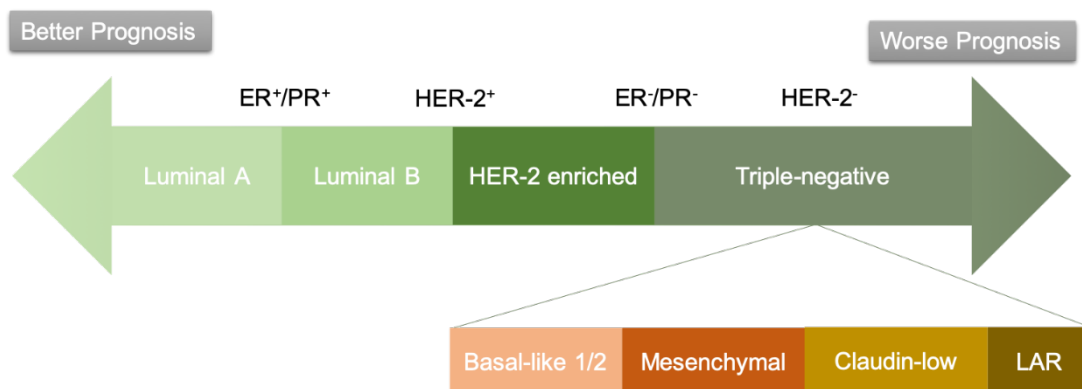 Better Prognosis
Worse Prognosis
ER⁺/PR⁺ HER-2⁺ ER⁻/PR⁻ HER-2⁻
Luminal A Luminal B HER-2 enriched Triple-negative
Basal-like 1/2 Mesenchymal Claudin-low LAR